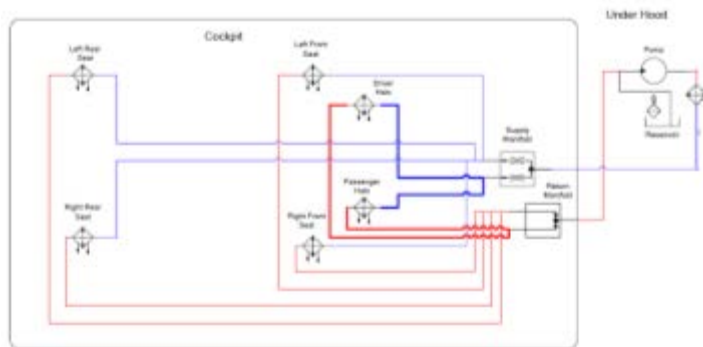 Under Hood
Cockpit
Pump
Left Rear
Seat
Left Front
Seat
Driver
Halo
Reservoir
Supply
Manifold
Passenger
Halo
Return
Manifold
Right Rear
Seat
Right Front
Seat